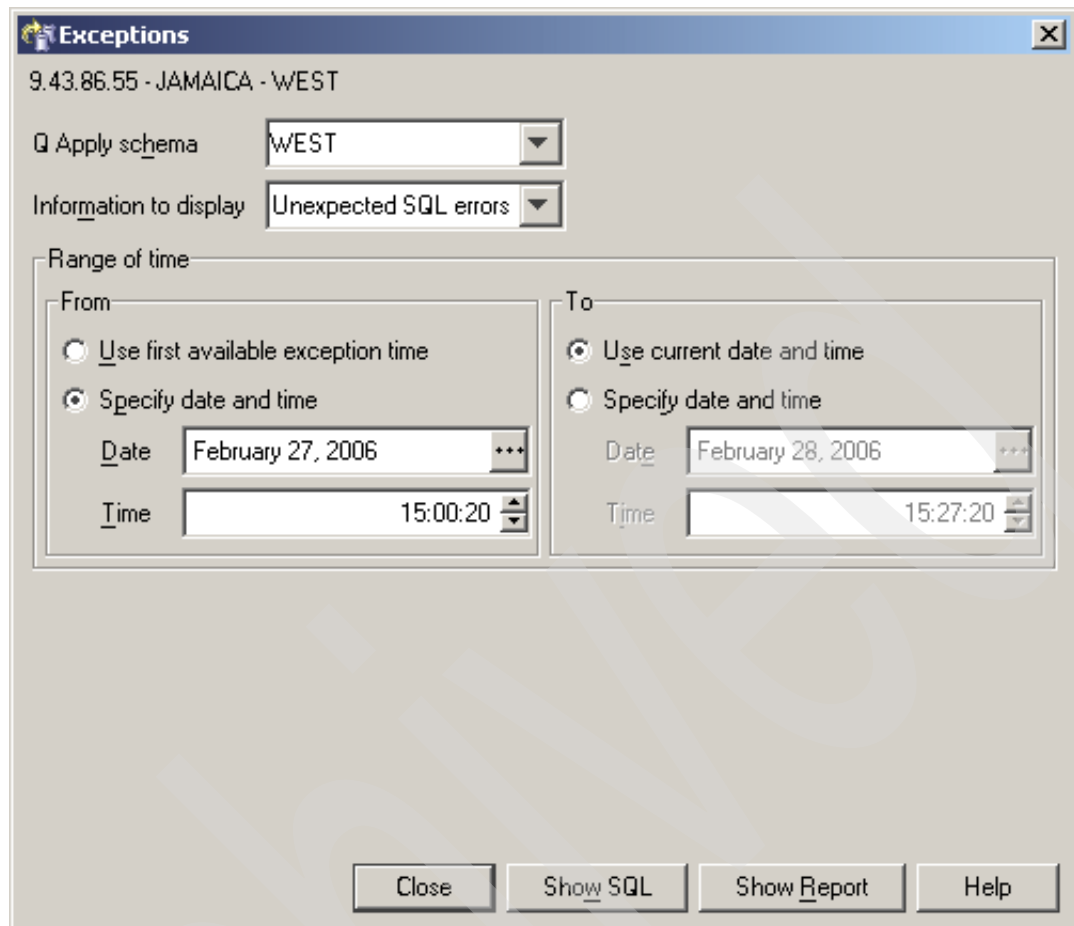 Exceptions
9.43.86.55 - JAMAICA - WEST
Q Apply schema WEST
Information to display Unexpected SQL errors
Range of time
From
Use first available exception time
Specify date and time
Date February 27, 2006
Time 15:00:20
To
Use current date and time
Specify date and time
Date February 28, 2006
Time 15:27:20
Close Show SQL Show Report Help